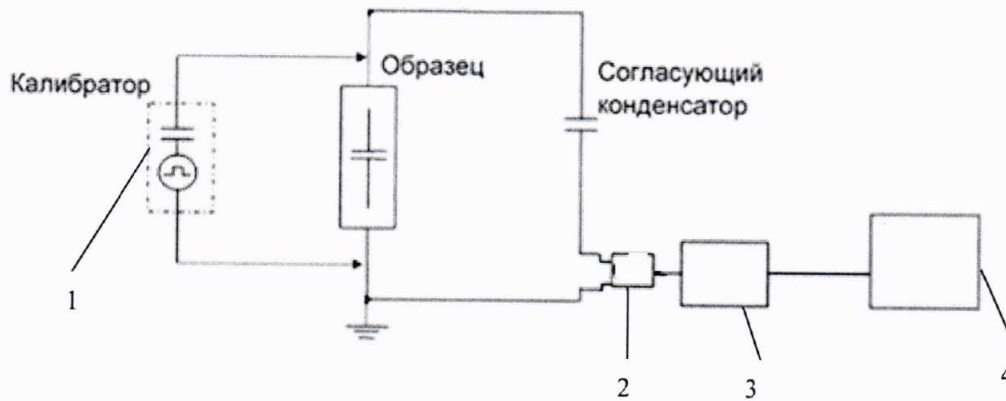 Калибратор
Образец
Согласующий
конденсатор
1
2
3
4